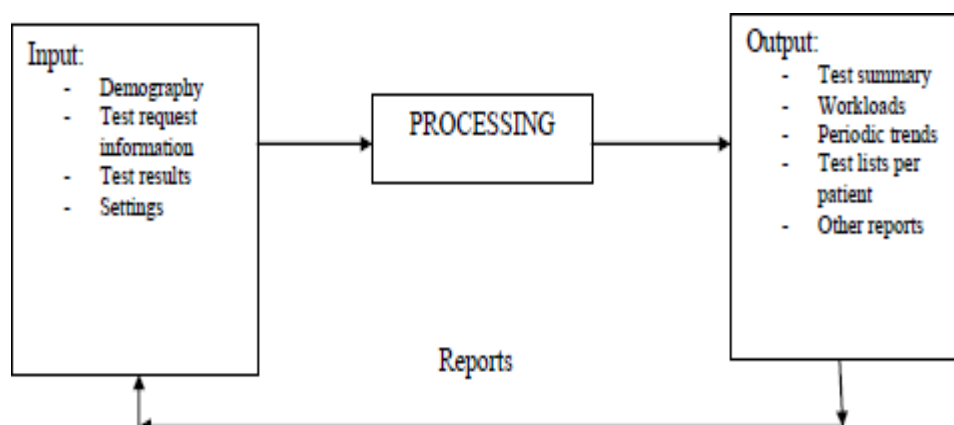 Input:
- Demography
- Test request
information
- Test results
- Settings
PROCESSING
Output:
- Test summary
- Workloads
- Periodic trends
- Test lists per
patient
- Other reports
Reports